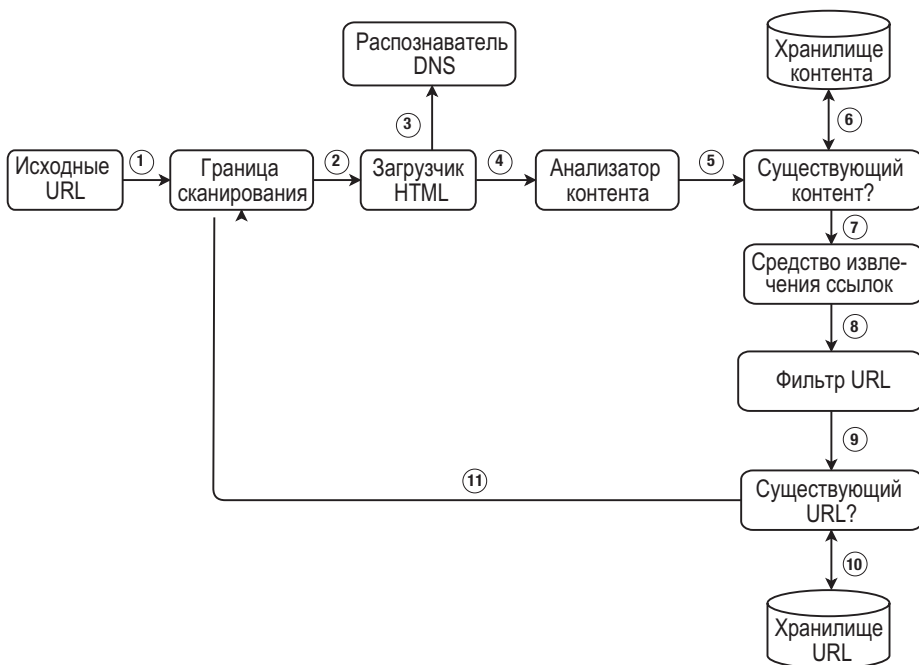 Распознаватель
DNS
Хранилище
контента
3
6
Исходные
URL
1
Граница
сканирования
2
Загрузчик
HTML
4
Анализатор
контента
5
Существующий
контент?
7
Средство извле-
чения ссылок
8
Фильтр URL
9
11
Существующий
URL?
10
Хранилище
URL